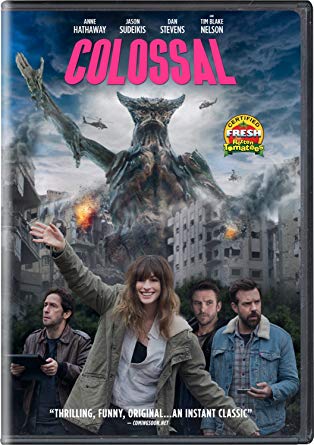 ANNE HATHAWAY
JASON SUDEIKIS
DAN STEVENS
TIM BLAKE NELSON
COLOSSAL
CERTIFIED
FRESH
Rotten
Tomatoes
"THRILLING, FUNNY, ORIGINAL...AN INSTANT CLASSIC"
– COMINGSOON.NET